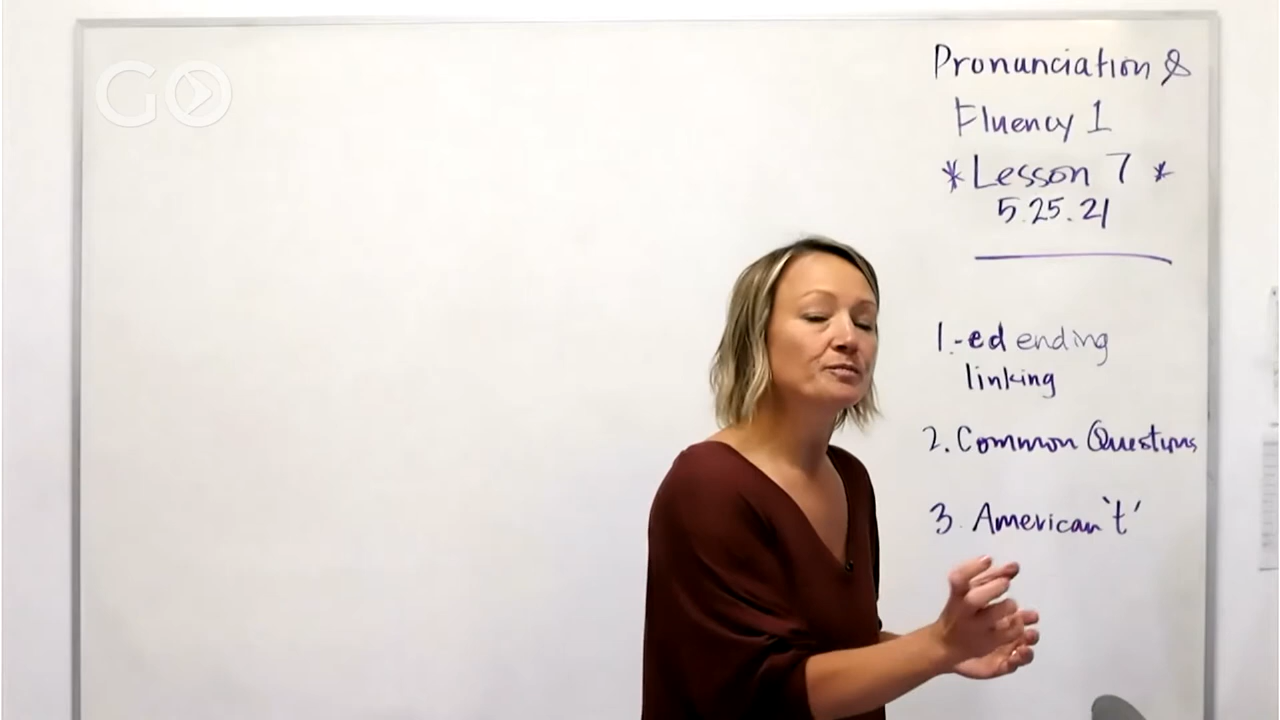 GO
Pronunciation &
Fluency 1
* Lesson 7 *
5.25.21
1. -ed ending
linking
2. Common Questions
3. American 't'